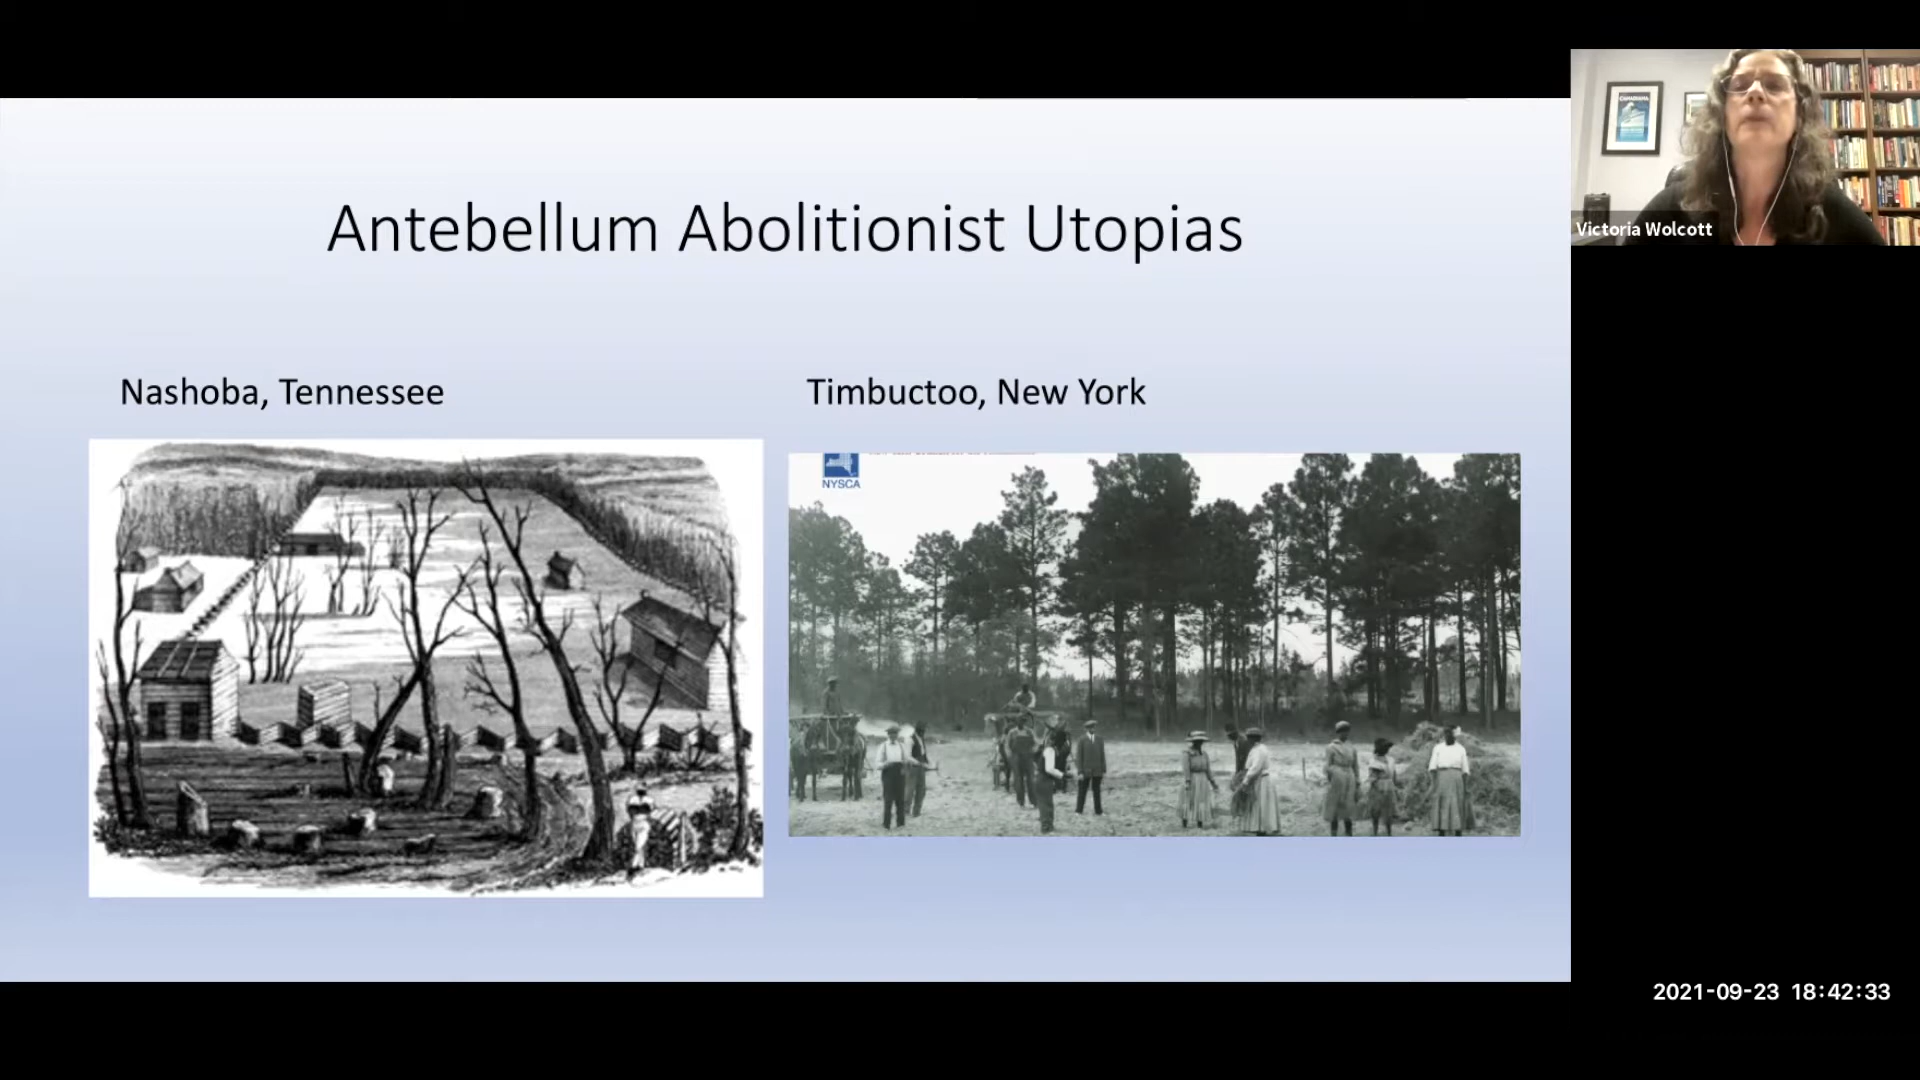 Antebellum Abolitionist Utopias
Nashoba, Tennessee
Timbuctoo, New York
NYSCA
Victoria Wolcott
2021-09-23 18:42:33